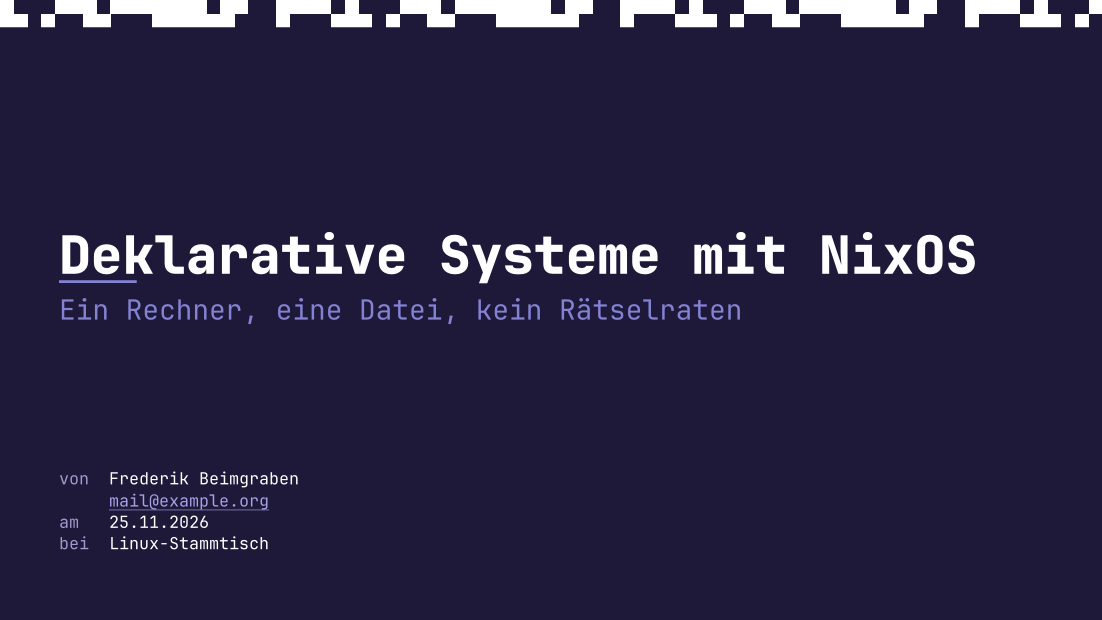 Deklarative Systeme mit NixOS
Ein Rechner, eine Datei, kein Rätselraten
von Frederik Beimgraben
mail@example.org
am 25.11.2026
bei Linux-Stammtisch